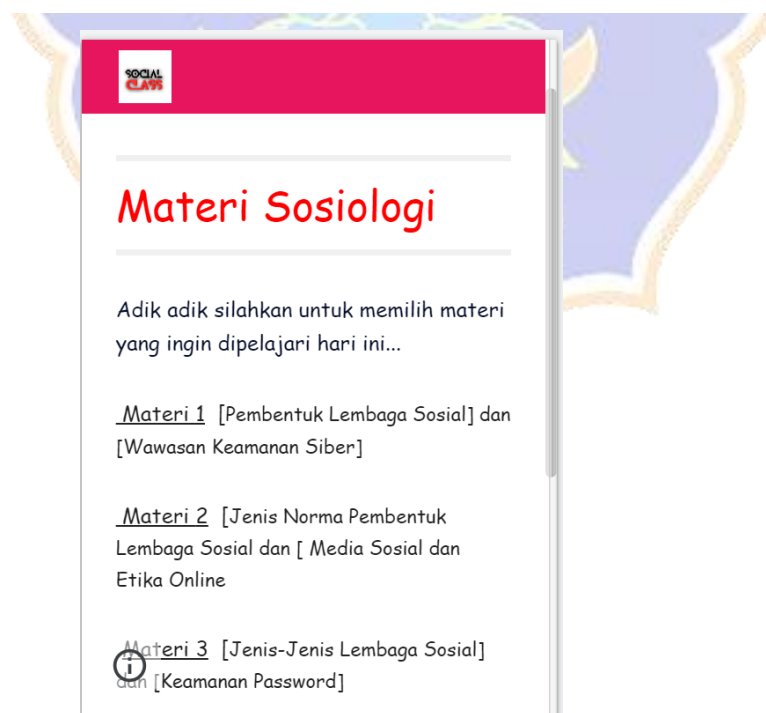 SOCIAL
CLASS
Materi Sosiologi
Adik adik silahkan untuk memilih materi
yang ingin dipelajari hari ini...
Materi 1 [Pembentuk Lembaga Sosial] dan
[Wawasan Keamanan Siber]
Materi 2 [Jenis Norma Pembentuk
Lembaga Sosial dan [ Media Sosial dan
Etika Online
Materi 3 [Jenis-Jenis Lembaga Sosial]
dan [Keamanan Password]